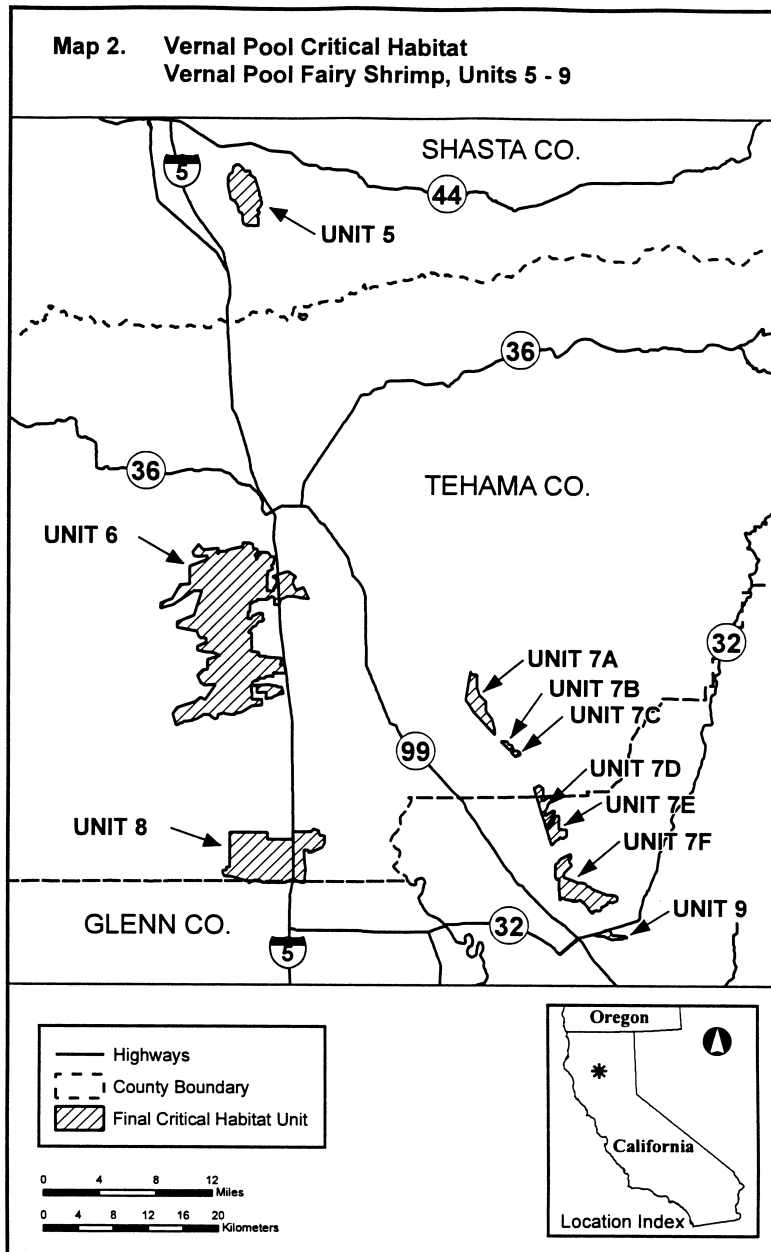 Map 2. Vernal Pool Critical Habitat
Vernal Pool Fairy Shrimp, Units 5 - 9
SHASTA CO.
5
44
UNIT 5
36
36
TEHAMA CO.
UNIT 6
32
UNIT 7A
UNIT 7B
UNIT 7C
99
UNIT 7D
UNIT 7E
UNIT 8
UNIT 7F
UNIT 9
GLENN CO.
32
5
Highways
County Boundary
Final Critical Habitat Unit
Oregon
California
Location Index
0 4 8 12
Miles
0 4 8 12 16 20
Kilometers